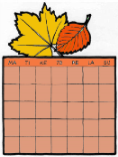 MA TI KE TO PE LA SU